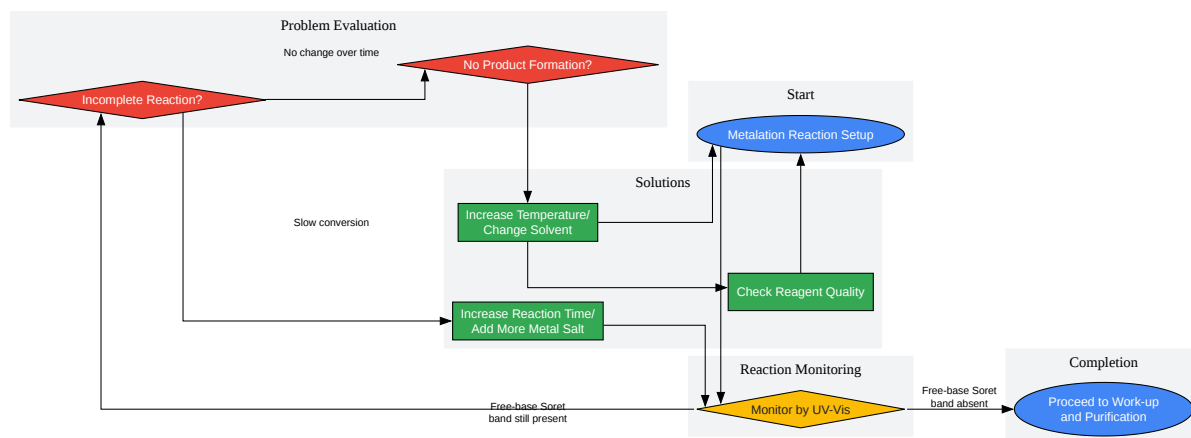 Problem Evaluation
No change over time
No Product Formation?
Incomplete Reaction?
Start
Metalation Reaction Setup
Solutions
Increase Temperature/
Change Solvent
Slow conversion
Check Reagent Quality
Increase Reaction Time/
Add More Metal Salt
Reaction Monitoring
Monitor by UV-Vis
Free-base Soret
band still present
Free-base Soret
band absent
Completion
Proceed to Work-up
and Purification